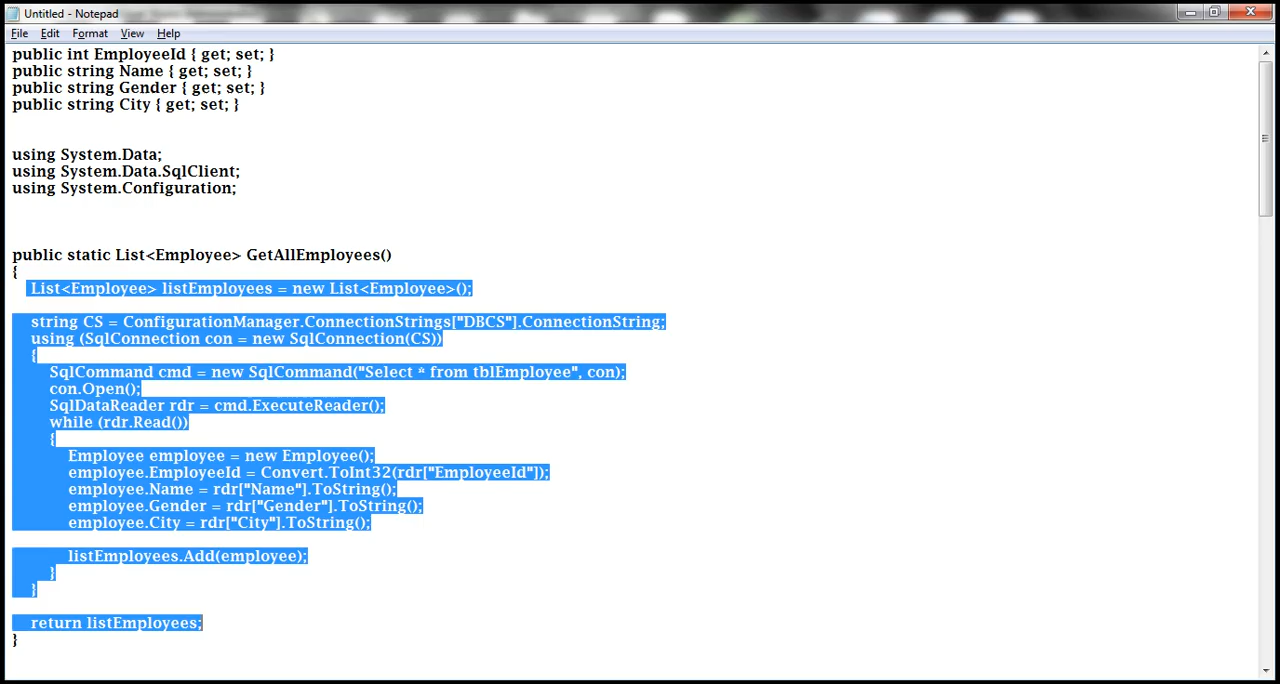 Untitled - Notepad
File Edit Format View Help
public int EmployeeId { get; set; }
public string Name { get; set; }
public string Gender { get; set; }
public string City { get; set; }
using System.Data;
using System.Data.SqlClient;
using System.Configuration;
public static List<Employee> GetAllEmployees()
{
List<Employee> listEmployees = new List<Employee>();
string CS = ConfigurationManager.ConnectionStrings["DBCS"].ConnectionString;
using (SqlConnection con = new SqlConnection(CS))
{
SqlCommand cmd = new SqlCommand("Select * from tblEmployee", con);
con.Open();
SqlDataReader rdr = cmd.ExecuteReader();
while (rdr.Read())
{
Employee employee = new Employee();
employee.EmployeeId = Convert.ToInt32(rdr["EmployeeId"]);
employee.Name = rdr["Name"].ToString();
employee.Gender = rdr["Gender"].ToString();
employee.City = rdr["City"].ToString();
listEmployees.Add(employee);
}
}
return listEmployees;
}